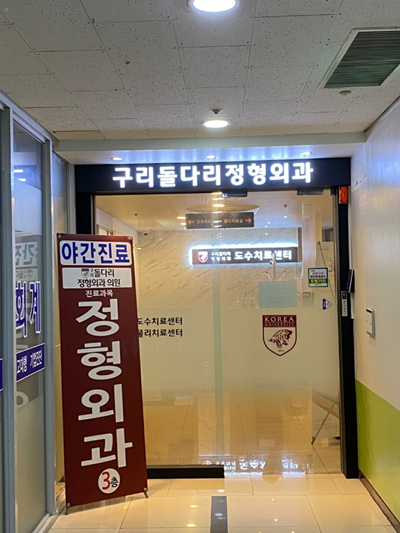 구리돌다리정형외과
도수치료센터
야간진료
돌다리
정형외과 의원
진료과목
정형외과
3층
도수치료센터
물리치료센터
KOREA